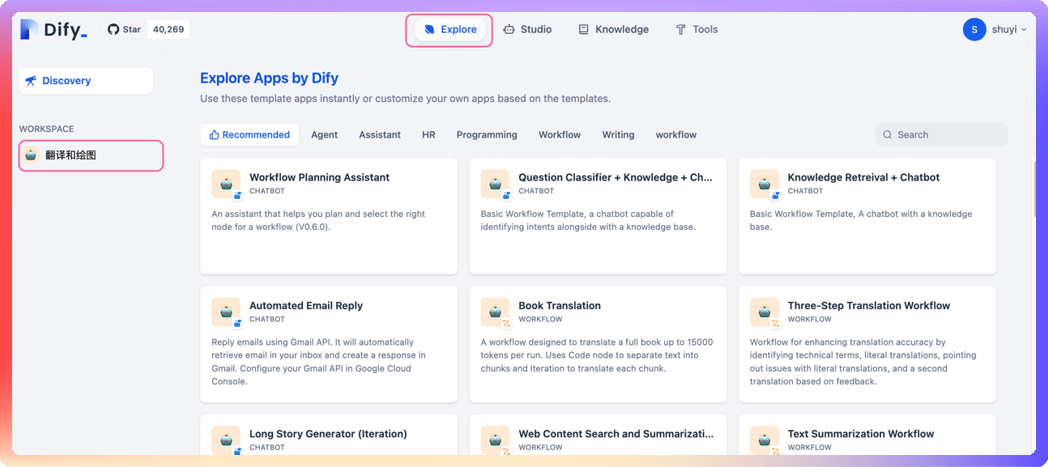 Dify_
Star 40,269
Explore
Studio
Knowledge
Tools
S shuyi
Discovery
WORKSPACE
翻译和绘图
Explore Apps by Dify
Use these template apps instantly or customize your own apps based on the templates.
Recommended Agent Assistant HR Programming Workflow Writing workflow
Search
Workflow Planning Assistant
CHATBOT
An assistant that helps you plan and select the right
node for a workflow (V0.6.0).
Question Classifier + Knowledge + Ch...
CHATBOT
Basic Workflow Template, a chatbot capable of
identifying intents alongside with a knowledge base.
Knowledge Retreival + Chatbot
CHATBOT
Basic Workflow Template, A chatbot with a knowledge
base.
Automated Email Reply
CHATBOT
Reply emails using Gmail API. It will automatically
retrieve email in your inbox and create a response in
Gmail. Configure your Gmail API in Google Cloud
Console.
Book Translation
WORKFLOW
A workflow designed to translate a full book up to 15000
tokens per run. Uses Code node to separate text into
chunks and Iteration to translate each chunk.
Three-Step Translation Workflow
WORKFLOW
Workflow for enhancing translation accuracy by
identifying technical terms, literal translations, pointing
out issues with literal translations, and a second
translation based on feedback.
Long Story Generator (Iteration)
CHATBOT
Web Content Search and Summarizati...
WORKFLOW
Text Summarization Workflow
WORKFLOW